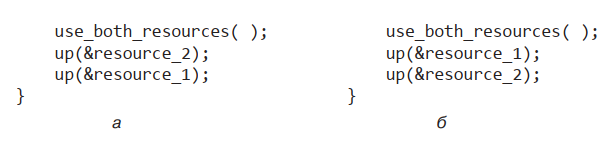 use_both_resources( );
up(&resource_2);
up(&resource_1);
}
а
use_both_resources( );
up(&resource_1);
up(&resource_2);
}
б